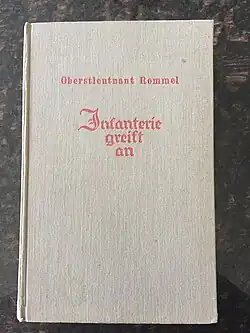 Oberstleutnant Rommel
Infanterie
greift
an